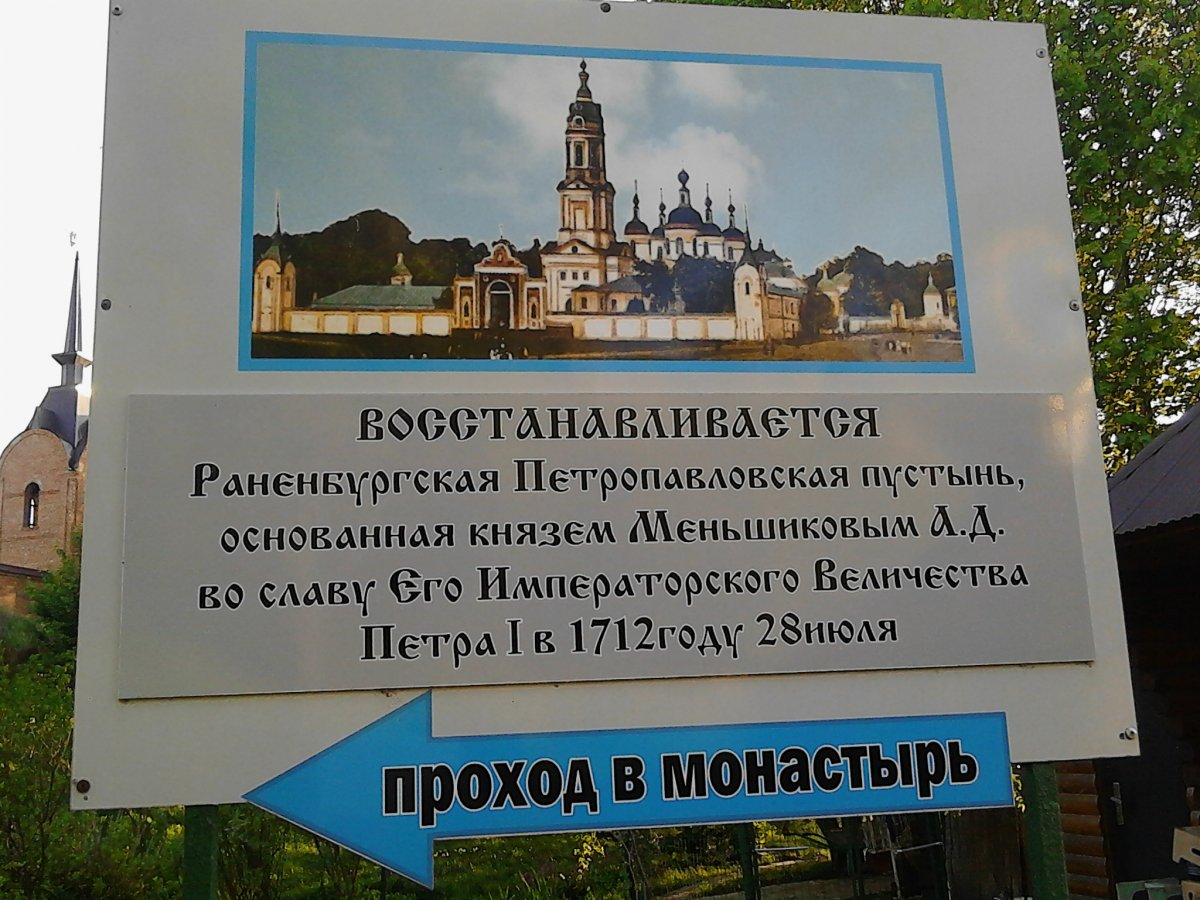 ВОССТАНАВЛИВАЕТСЯ
Раненбургская Петропавловская пустынь,
основанная князем Меньшиковым А.Д.
во славу Его Императорского Величества
Петра I в 1712году 28июля
проход в монастырь